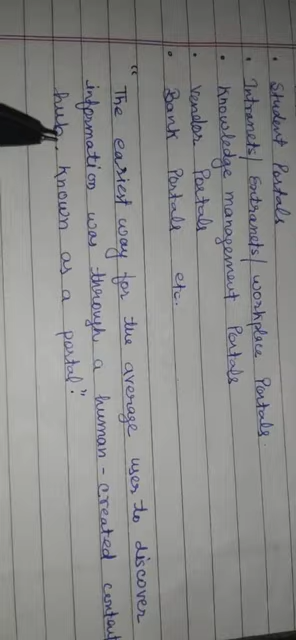 • Student Portals
• Intranets/ Extranets/ workplace Portals.
• Knowledge management Portals
• Vendor Portals
• Bank Portals etc.
“The easiest way for the average user to discover
information was through a human-created content
hub, known as a portal”.